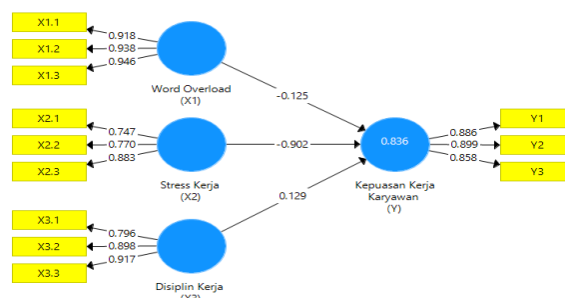 X1.1
0.918
X1.2
0.938
X1.3
0.946
Word Overload
(X1)
-0.125
X2.1
0.747
X2.2
0.770
X2.3
0.883
Stress Kerja
(X2)
-0.902
0.836
Kepuasan Kerja
Karyawan
(Y)
0.886
Y1
0.899
Y2
0.858
Y3
X3.1
0.796
X3.2
0.898
X3.3
0.917
Disiplin Kerja
0.129